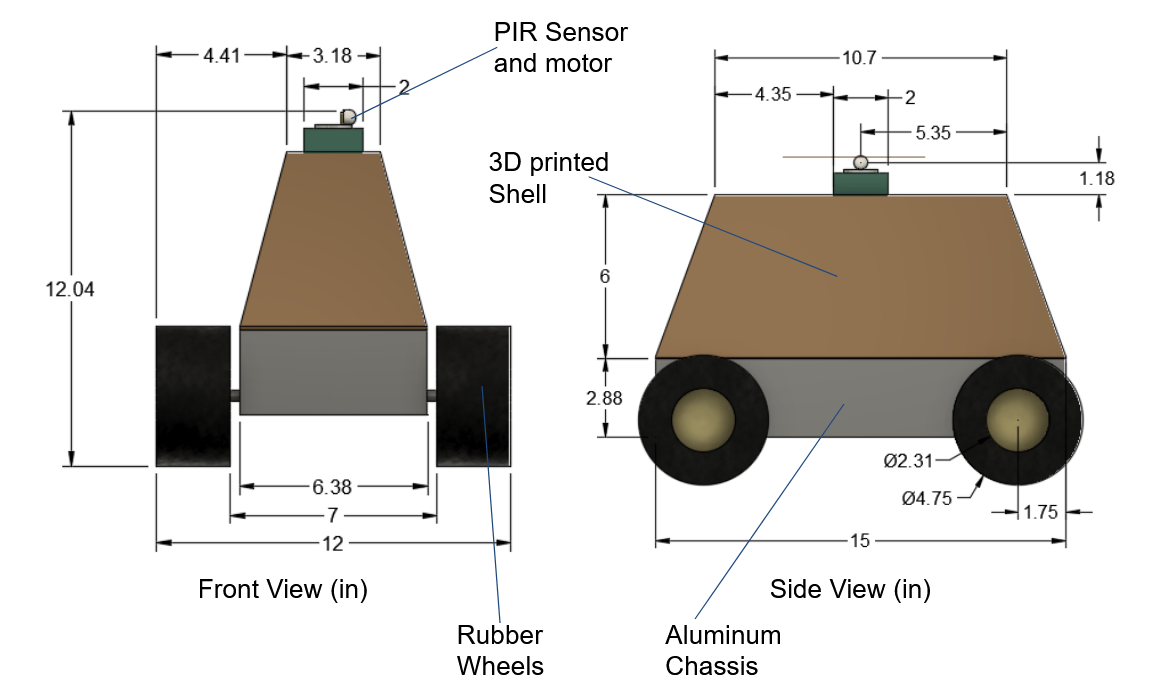 PIR Sensor
and motor
4.41
3.18
2
12.04
6.38
7
12
Front View (in)
3D printed
Shell
10.7
4.35
2
5.35
1.18
6
2.88
Ø2.31
Ø4.75
1.75
15
Side View (in)
Rubber
Wheels
Aluminum
Chassis